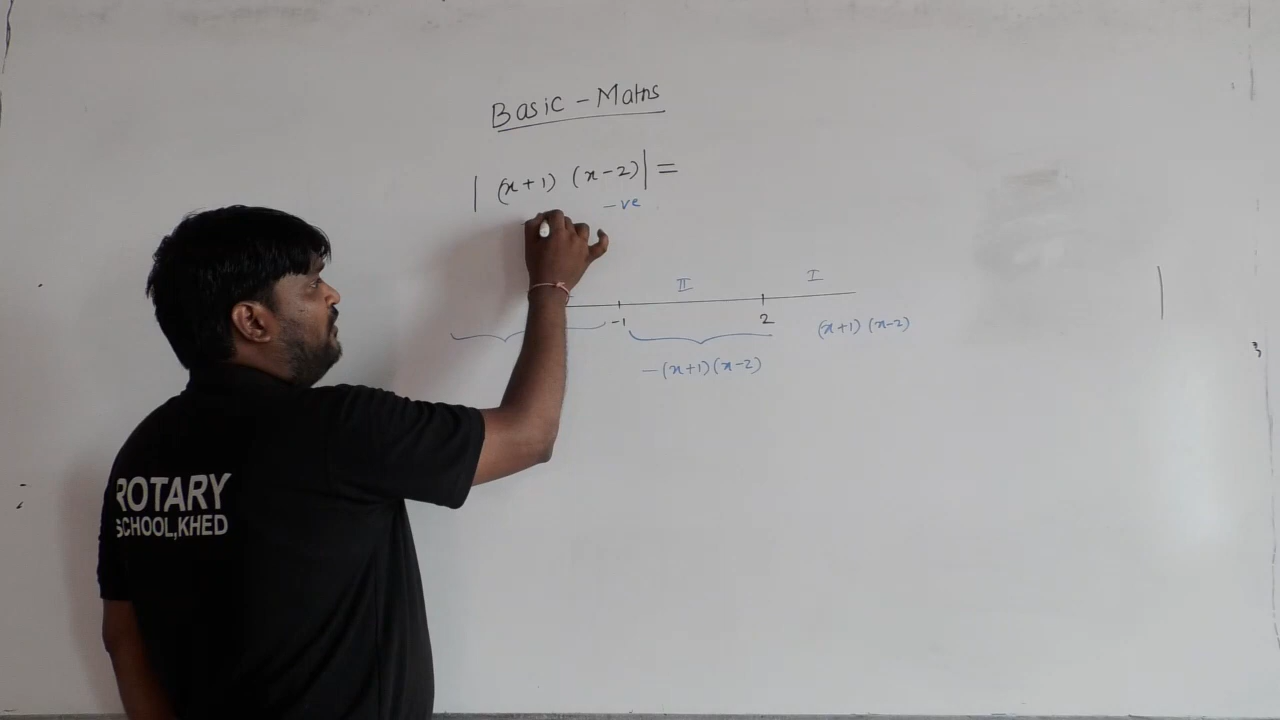 Basic - Maths
| (x+1) (x-2) | =
-ve
II I
-1 2
(x+1) (x-2)
-(x+1)(x-2)
ROTARY
SCHOOL,KHED